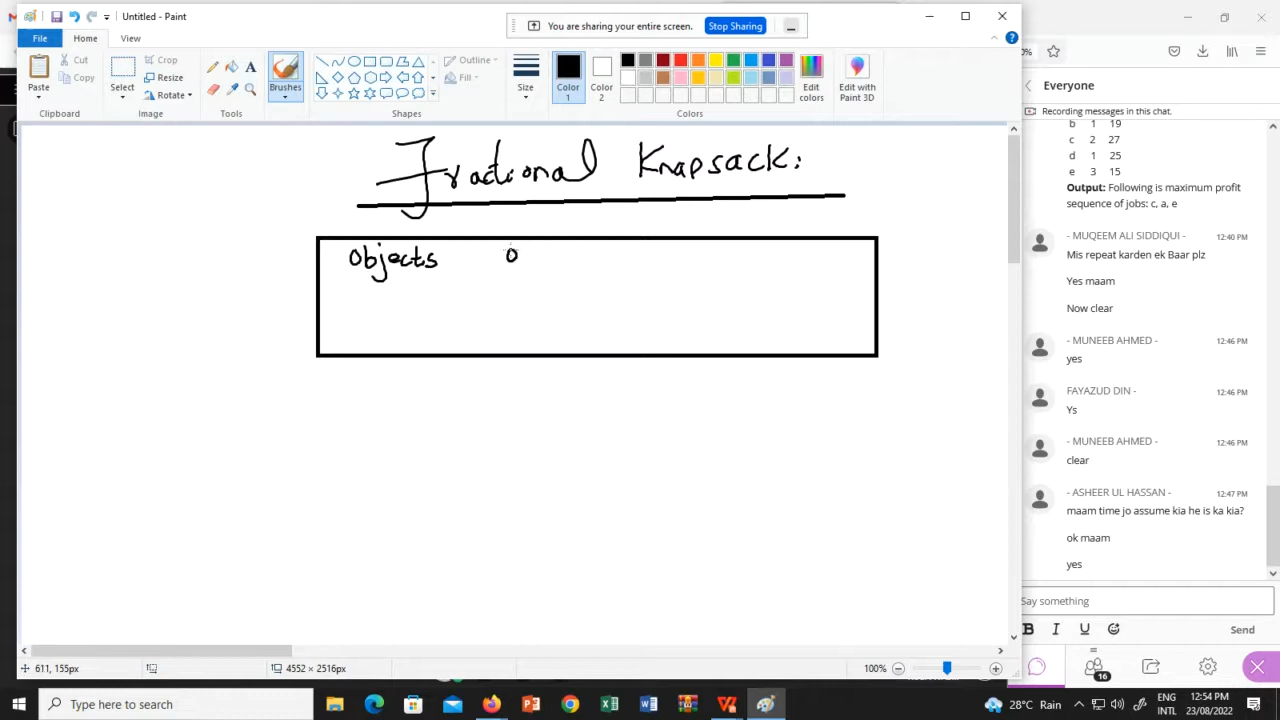 Untitled - Paint
You are sharing your entire screen. Stop Sharing
File Home View
Paste Cut Copy Select Crop Resize Rotate A Brushes Outline Fill Size Color 1 Color 2 Edit colors Edit with Paint 3D
Clipboard Image Tools Shapes Colors
Fractional Knapsack:
Objects O
611, 155px 4552 × 2516px 100%
Everyone
Recording messages in this chat.
b 1 19
c 2 27
d 1 25
e 3 15
Output: Following is maximum profit
sequence of jobs: c, a, e
- MUQEEM ALI SIDDIQUI - 12:40 PM
Mis repeat karden ek Baar plz
Yes maam
Now clear
- MUNEEB AHMED - 12:46 PM
yes
FAYAZUD DIN - 12:46 PM
Ys
- MUNEEB AHMED - 12:46 PM
clear
- ASHEER UL HASSAN - 12:47 PM
maam time jo assume kia he is ka kia?
ok maam
yes
Say something
B I U Send
16
Type here to search
28°C Rain ENG 12:54 PM
INTL 23/08/2022